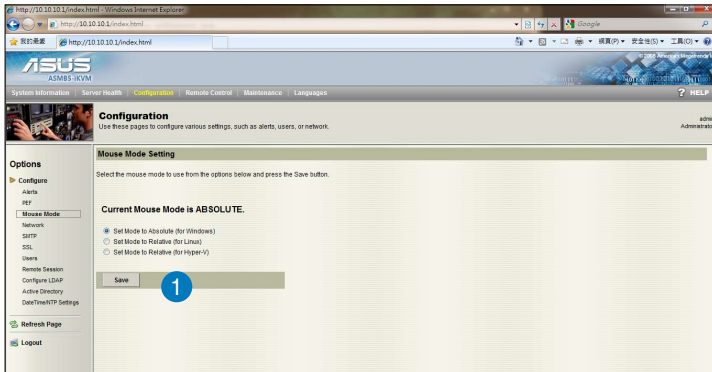 http://10.10.10.1/index.html - Windows Internet Explorer
http://10.10.10.1/index.html
Google
我的最愛
http://10.10.10.1/index.html
網頁(P)
安全性(S)
工具(O)
ASUS
ASMB5-iKVM
System Information | Server Health | Configuration | Remote Control | Maintenance | Languages
HELP
Configuration
Use these pages to configure various settings, such as alerts, users, or network.
Administrato
Options
Configure
Alerts
PEF
Mouse Mode
Network
SMTP
SSL
Users
Remote Session
Configure LDAP
Active Directory
DateTime/NTP Settings
Refresh Page
Logout
Mouse Mode Setting
Select the mouse mode to use from the options below and press the Save button.
Current Mouse Mode is ABSOLUTE.
Set Mode to Absolute (for Windows)
Set Mode to Relative (for Linux)
Set Mode to Relative (for Hyper-V)
Save
1